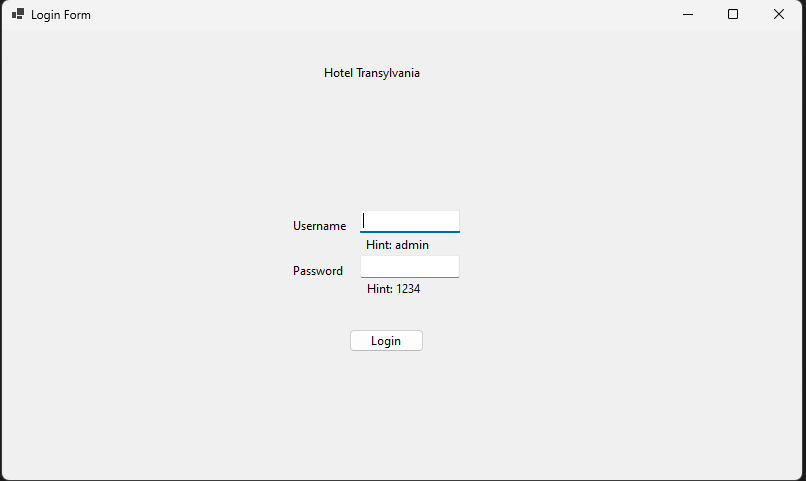 Login Form
Hotel Transylvania
Username
Hint: admin
Password
Hint: 1234
Login